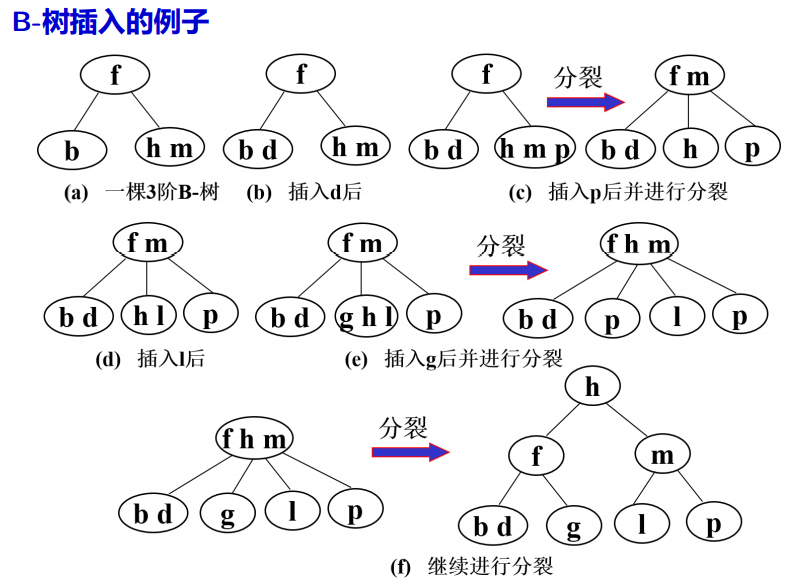 B-树插入的例子
f
b
h m
(a) 一棵3阶B-树
f
b d
h m
(b) 插入d后
f
b d
h m p
分裂
f m
b d
h
p
(c) 插入p后并进行分裂
f m
b d
h l
p
(d) 插入l后
f m
b d
g h l
p
分裂
f h m
b d
p
l
p
(e) 插入g后并进行分裂
f h m
b d
g
l
p
分裂
h
f
m
b d
g
l
p
(f) 继续进行分裂